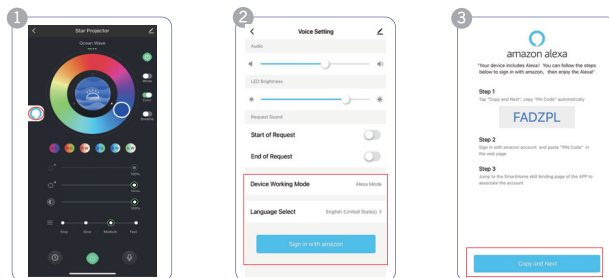 1
Star Projector
Ocean Wave
White
Color
100%
100%
100%
Stop
Slow
Medium
Fast
2
Voice Setting
Audio
LED Brightness
Request Sound
Start of Request
End of Request
Device Working Mode
Alexa Mode
Language Select
English (United States) >
Sign in with amazon
3
amazon alexa
"Your device includes Alexa! You can follow the steps
below to sign in with amazon, then enjoy the Alexa!"
Step 1
Tap "Copy and Next", copy "Pin Code" automatically
FADZPL
Step 2
Sign in with amazon account and paste "PIN Code" in
the web page
Step 3
Jump to the SmartHome skill binding page of the APP to
associate the account
Copy and Next